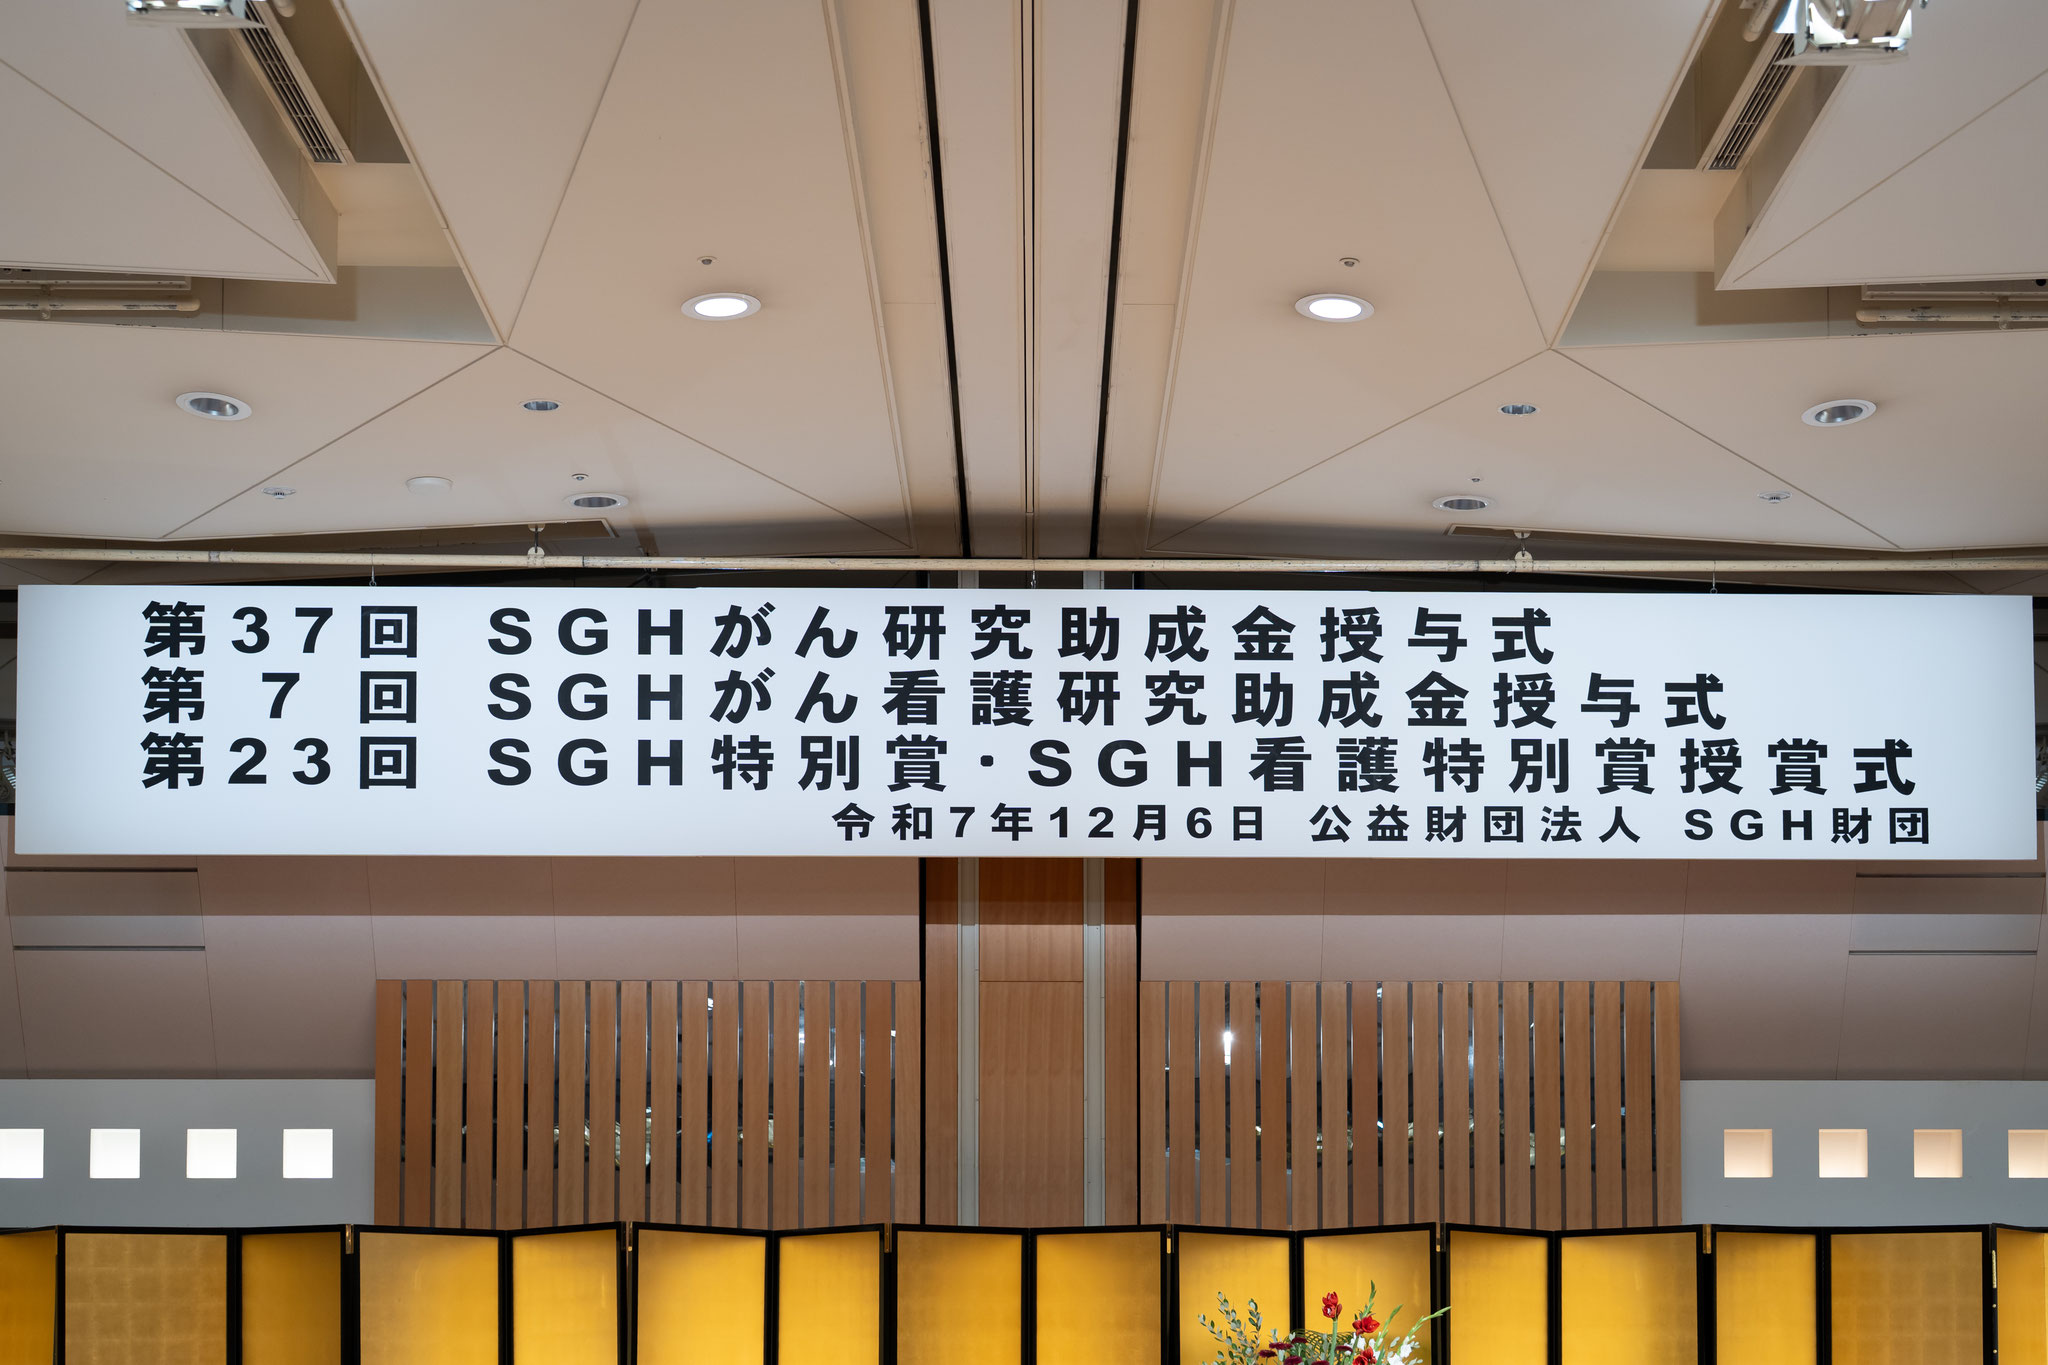 第37回 SGHがん研究助成金授与式
第 7 回 SGHがん看護研究助成金授与式
第23回 SGH特別賞・SGH看護特別賞授賞式
令和7年12月6日 公益財団法人 SGH財団